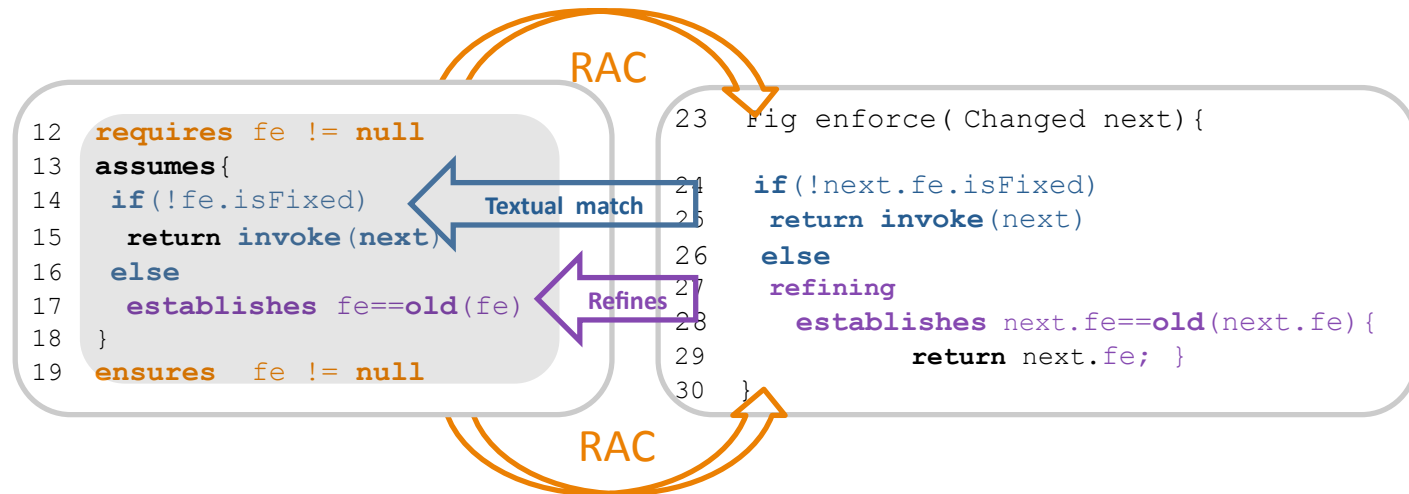 RAC
12 requires fe != null
13 assumes{
14 if(!fe.isFixed)
15 return invoke(next)
16 else
17 establishes fe==old(fe)
18 }
19 ensures fe != null
Textual match
Refines
23 Fig enforce( Changed next){
24 if(!next.fe.isFixed)
25 return invoke(next)
26 else
27 refining
28 establishes next.fe==old(next.fe){
29 return next.fe; }
30 }
RAC